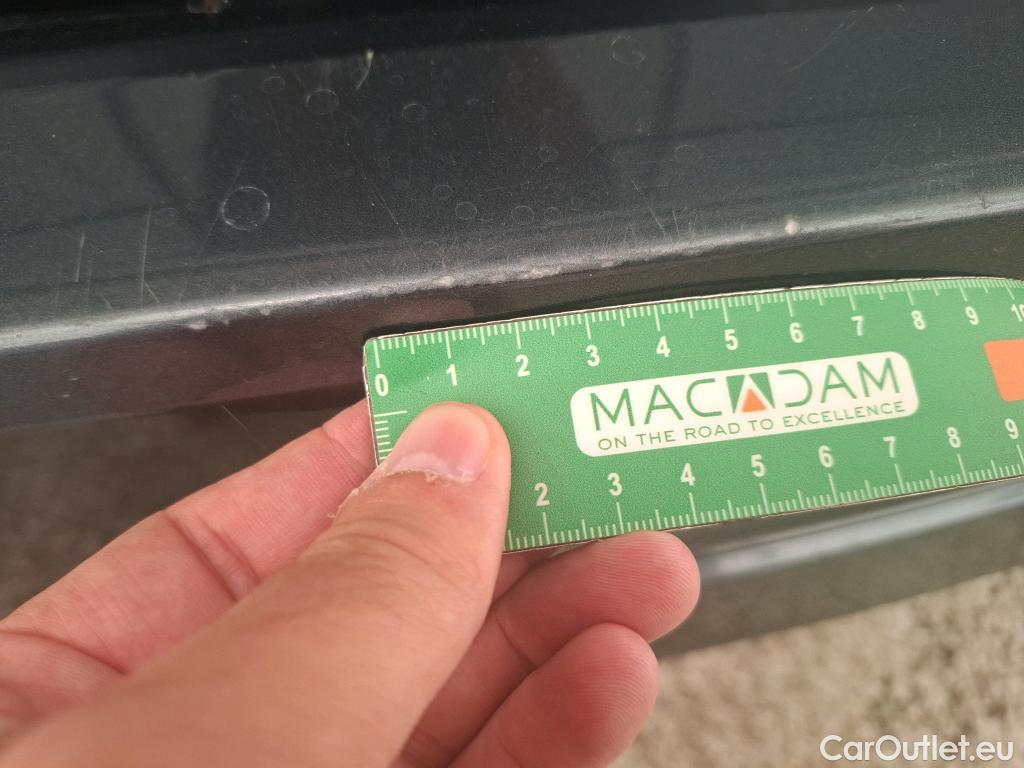 0 1 2 3 4 5 6 7 8 9 10
MACADAM
ON THE ROAD TO EXCELLENCE
2 3 4 5 6 7 8 9
CarOutlet.eu